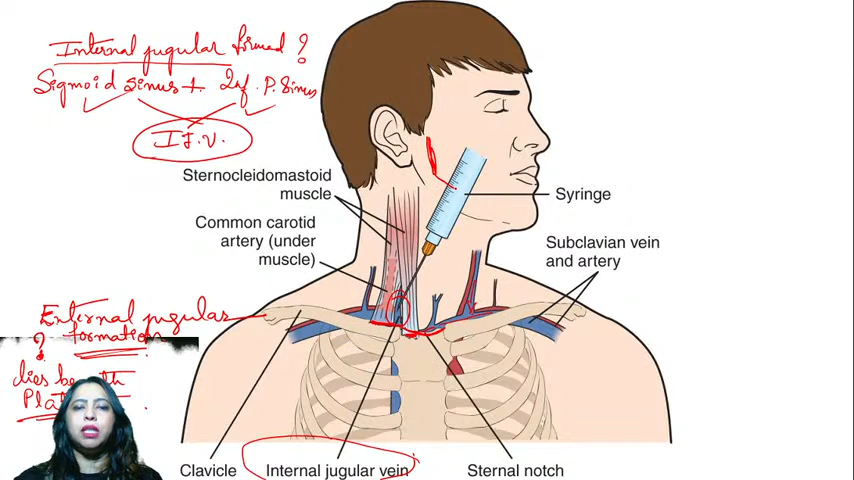 Internal jugular formed ?
Sigmoid sinus + Inf. P. Sinus
I J. V.
Sternocleidomastoid
muscle
Common carotid
artery (under
muscle)
Syringe
Subclavian vein
and artery
External jugular
? formation
lies beneath
Clavicle
Internal jugular vein
Sternal notch